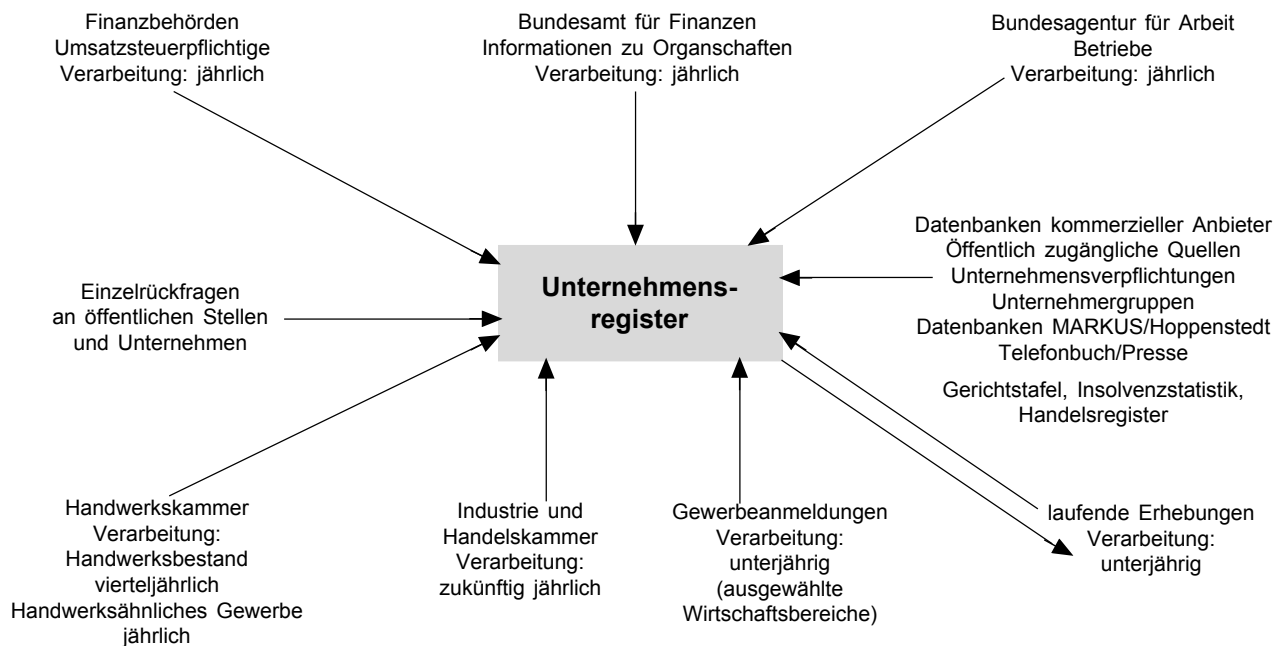 Finanzbehörden
Umsatzsteuerpflichtige
Verarbeitung: jährlich
Bundesamt für Finanzen
Informationen zu Organschaften
Verarbeitung: jährlich
Bundesagentur für Arbeit
Betriebe
Verarbeitung: jährlich
Datenbanken kommerzieller Anbieter
Öffentlich zugängliche Quellen
Unternehmensverpflichtungen
Unternehmergruppen
Datenbanken MARKUS/Hoppenstedt
Telefonbuch/Presse
Gerichtstafel, Insolvenzstatistik,
Handelsregister
Unternehmens-
register
Einzelrückfragen
an öffentlichen Stellen
und Unternehmen
Handwerkskammer
Verarbeitung:
Handwerksbestand
vierteljährlich
Handwerksähnliches Gewerbe
jährlich
Industrie und
Handelskammer
Verarbeitung:
zukünftig jährlich
Gewerbeanmeldungen
Verarbeitung:
unterjährig
(ausgewählte
Wirtschaftsbereiche)
laufende Erhebungen
Verarbeitung:
unterjährig